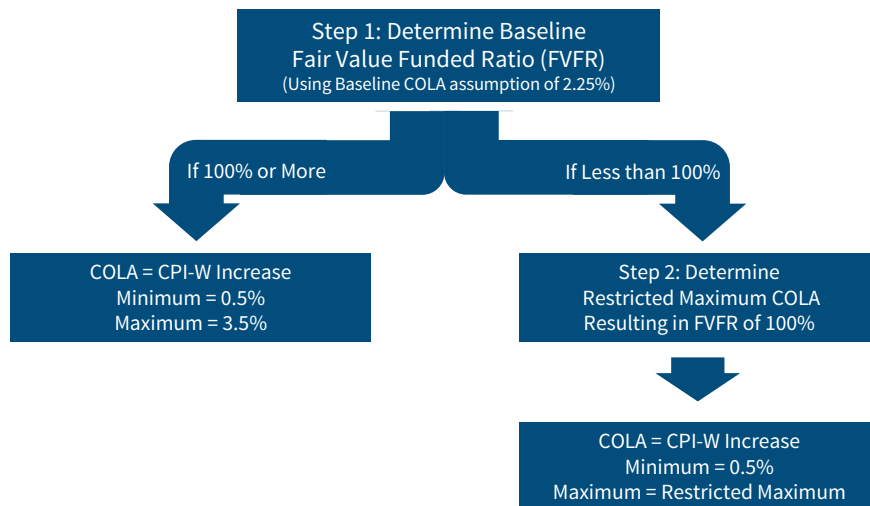 Step 1: Determine Baseline
Fair Value Funded Ratio (FVFR)
(Using Baseline COLA assumption of 2.25%)
If 100% or More
If Less than 100%
COLA = CPI-W Increase
Minimum = 0.5%
Maximum = 3.5%
Step 2: Determine
Restricted Maximum COLA
Resulting in FVFR of 100%
COLA = CPI-W Increase
Minimum = 0.5%
Maximum = Restricted Maximum